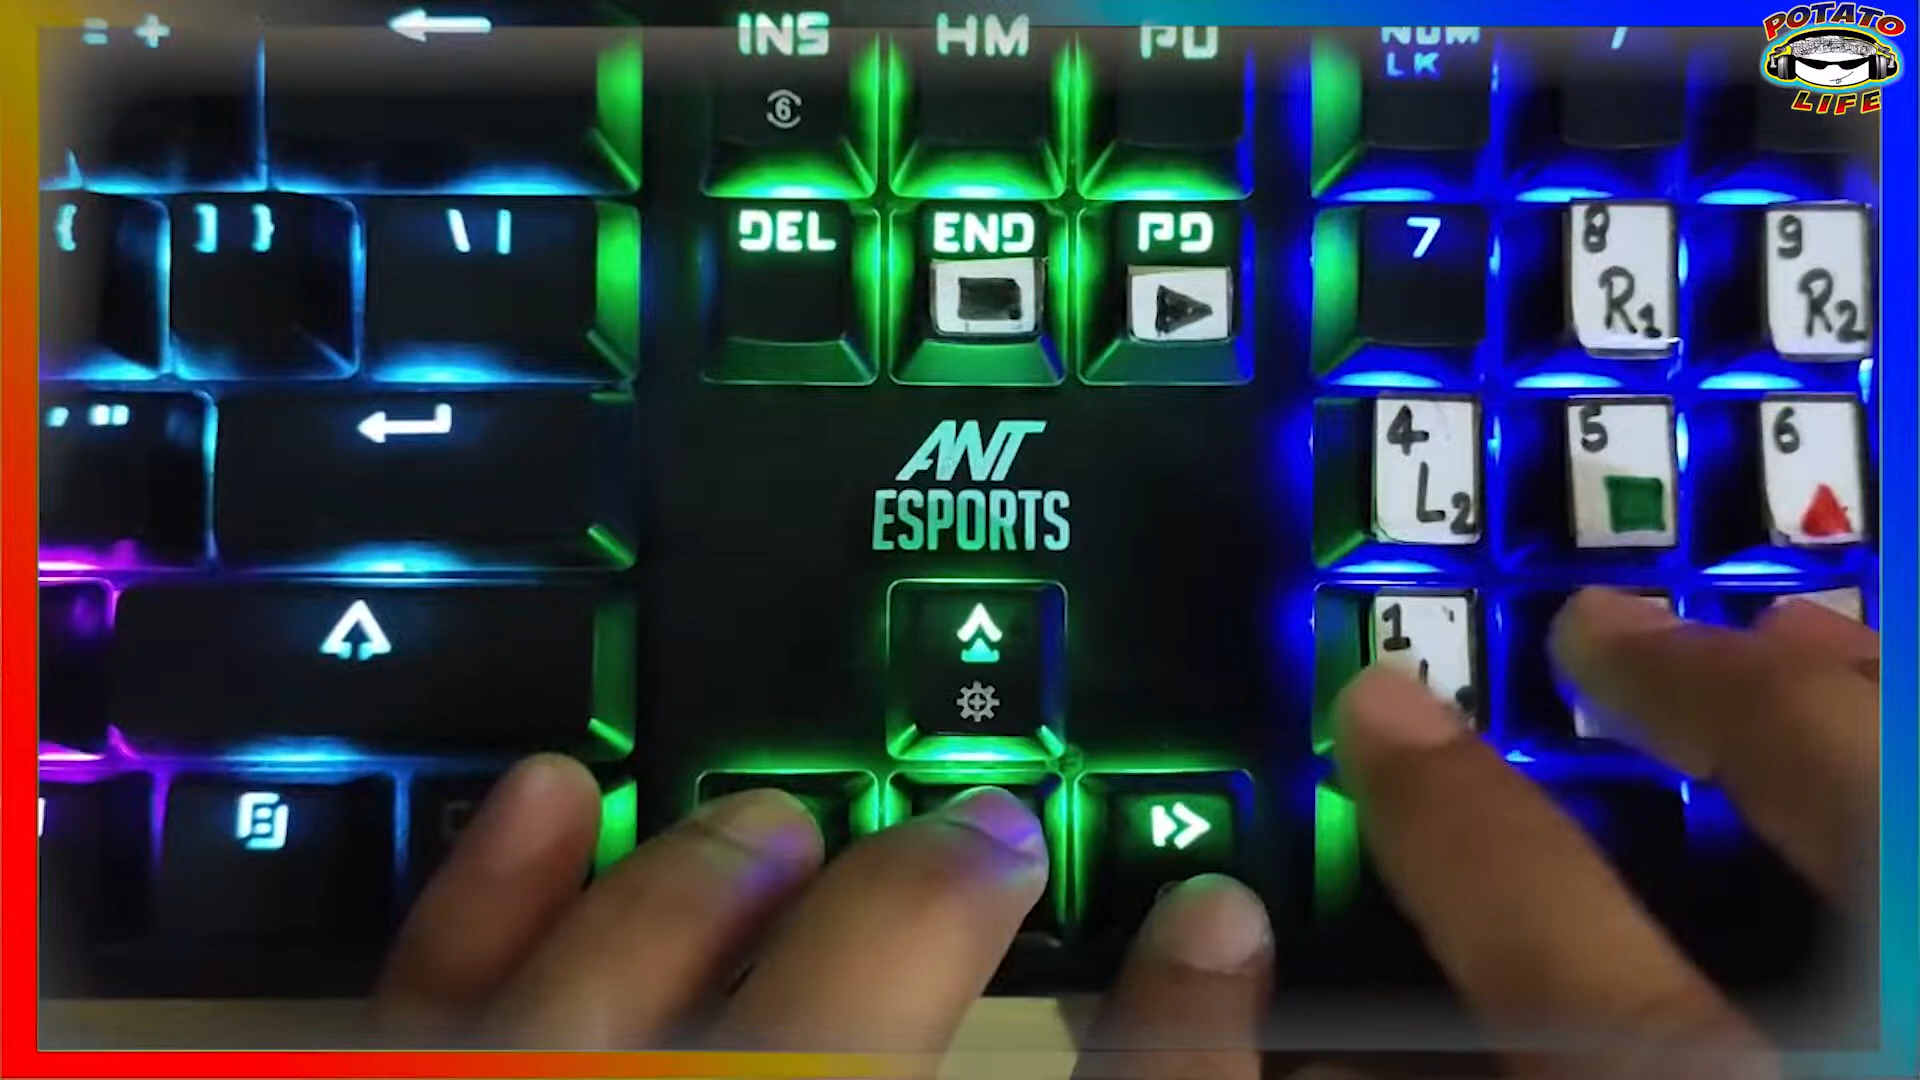 POTATO
LIFE
= +
INS
HM
PU
NUM
LK
/
6
{
] }
\ |
DEL
END
PD
7
8
R1
9
R2
"
ANT
ESPORTS
4
L2
5
6
1